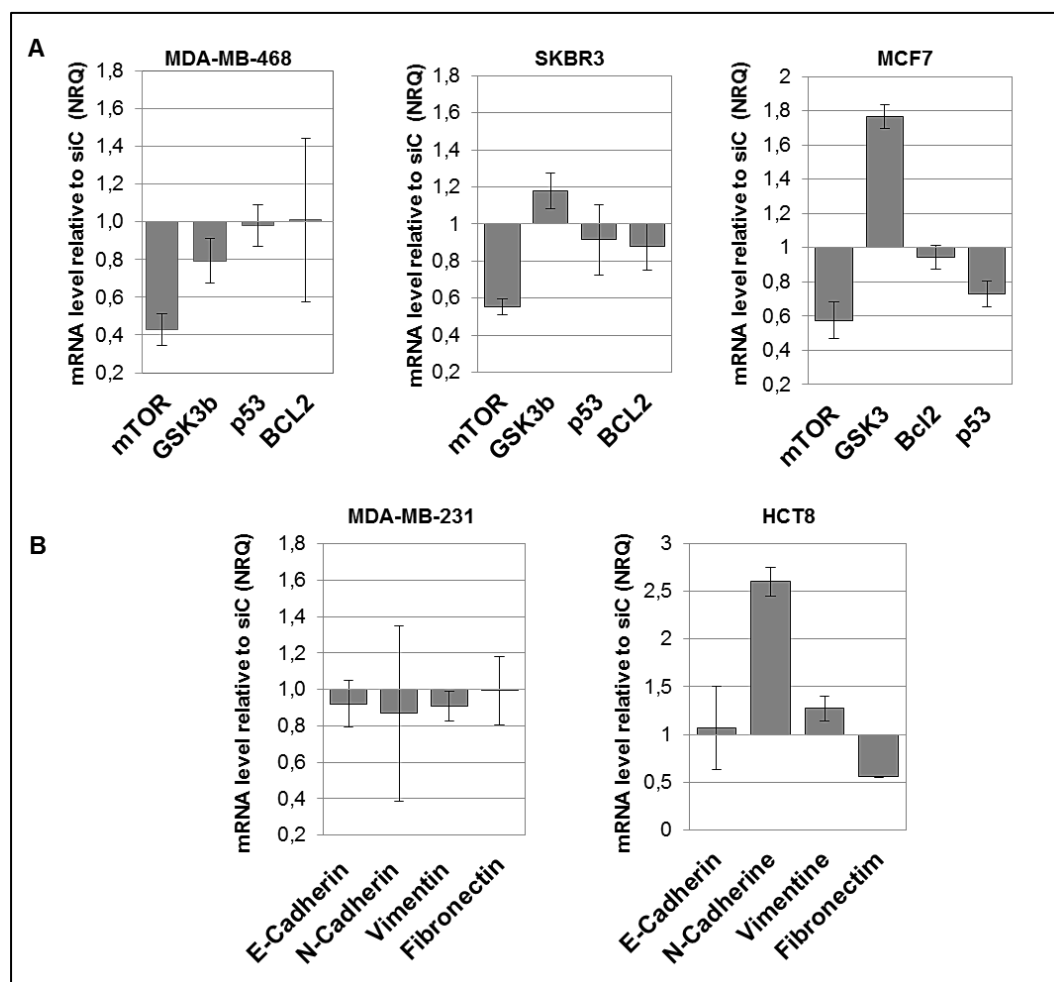 A
MDA-MB-468
mRNA level relative to siC (NRQ)
1,8
1,6
1,4
1,2
1,0
0,8
0,6
0,4
0,2
mTOR
GSK3b
p53
BCL2
SKBR3
mRNA level relative to siC (NRQ)
1,8
1,6
1,4
1,2
1
0,8
0,6
0,4
0,2
mTOR
GSK3b
p53
BCL2
MCF7
mRNA level relative to siC (NRQ)
2
1,8
1,6
1,4
1,2
1
0,8
0,6
0,4
0,2
mTOR
GSK3
Bcl2
p53
B
MDA-MB-231
mRNA level relative to siC (NRQ)
1,8
1,6
1,4
1,2
1,0
0,8
0,6
0,4
0,2
E-Cadherin
N-Cadherin
Vimentin
Fibronectin
HCT8
mRNA level relative to siC (NRQ)
3
2,5
2
1,5
1
0,5
0
E-Cadherin
N-Cadherine
Vimentine
Fibronectim